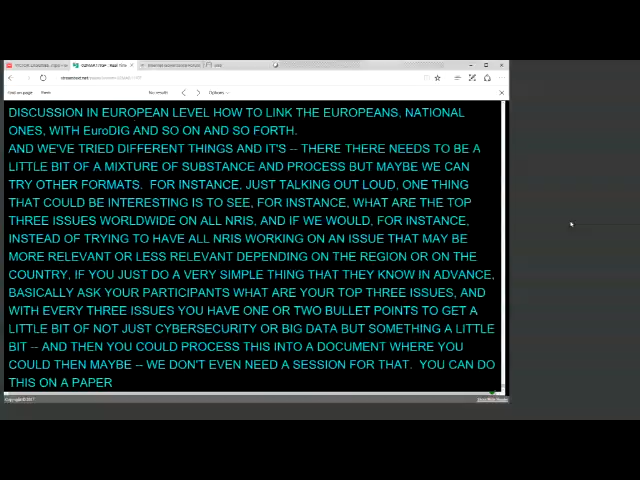 streamtext.net
Find on page
No results
Options
DISCUSSION IN EUROPEAN LEVEL HOW TO LINK THE EUROPEANS, NATIONAL
ONES, WITH EuroDIG AND SO ON AND SO FORTH.
AND WE'VE TRIED DIFFERENT THINGS AND IT'S -- THERE THERE NEEDS TO BE A
LITTLE BIT OF A MIXTURE OF SUBSTANCE AND PROCESS BUT MAYBE WE CAN
TRY OTHER FORMATS.  FOR INSTANCE, JUST TALKING OUT LOUD, ONE THING
THAT COULD BE INTERESTING IS TO SEE, FOR INSTANCE, WHAT ARE THE TOP
THREE ISSUES WORLDWIDE ON ALL NRIS, AND IF WE WOULD, FOR INSTANCE,
INSTEAD OF TRYING TO HAVE ALL NRIS WORKING ON AN ISSUE THAT MAY BE
MORE RELEVANT OR LESS RELEVANT DEPENDING ON THE REGION OR ON THE
COUNTRY, IF YOU JUST DO A VERY SIMPLE THING THAT THEY KNOW IN ADVANCE,
BASICALLY ASK YOUR PARTICIPANTS WHAT ARE YOUR TOP THREE ISSUES, AND
WITH EVERY THREE ISSUES YOU HAVE ONE OR TWO BULLET POINTS TO GET A
LITTLE BIT OF NOT JUST CYBERSECURITY OR BIG DATA BUT SOMETHING A LITTLE
BIT -- AND THEN YOU COULD PROCESS THIS INTO A DOCUMENT WHERE YOU
COULD THEN MAYBE -- WE DON'T EVEN NEED A SESSION FOR THAT.  YOU CAN DO
THIS ON A PAPER